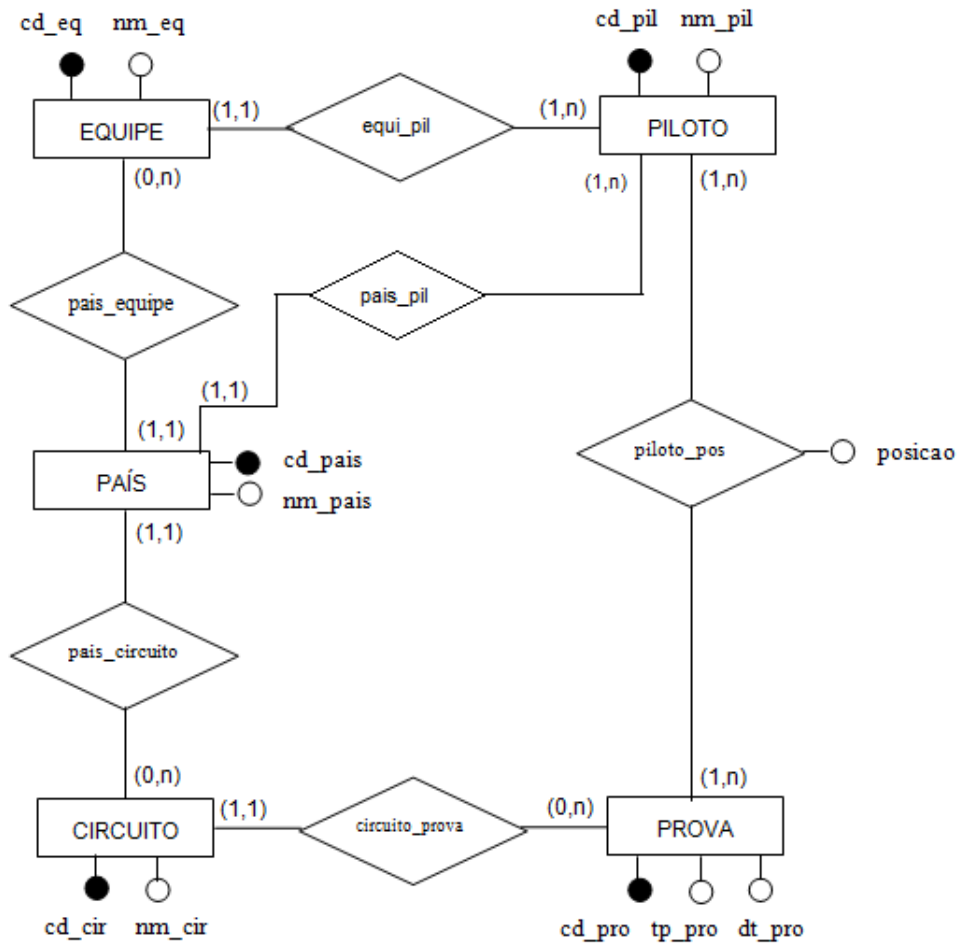 cd_eq nm_eq cd_pil nm_pil
(1,1) (1,n)
EQUIPE equi_pil PILOTO
(0,n) (1,n) (1,n)
pais_equipe pais_pil
(1,1)
(1,1) piloto_pos posicao
cd_pais
PAÍS
nm_pais
(1,1)
pais_circuito
(0,n) (1,n)
(1,1) (0,n)
CIRCUITO circuito_prova PROVA
cd_cir nm_cir cd_pro tp_pro dt_pro